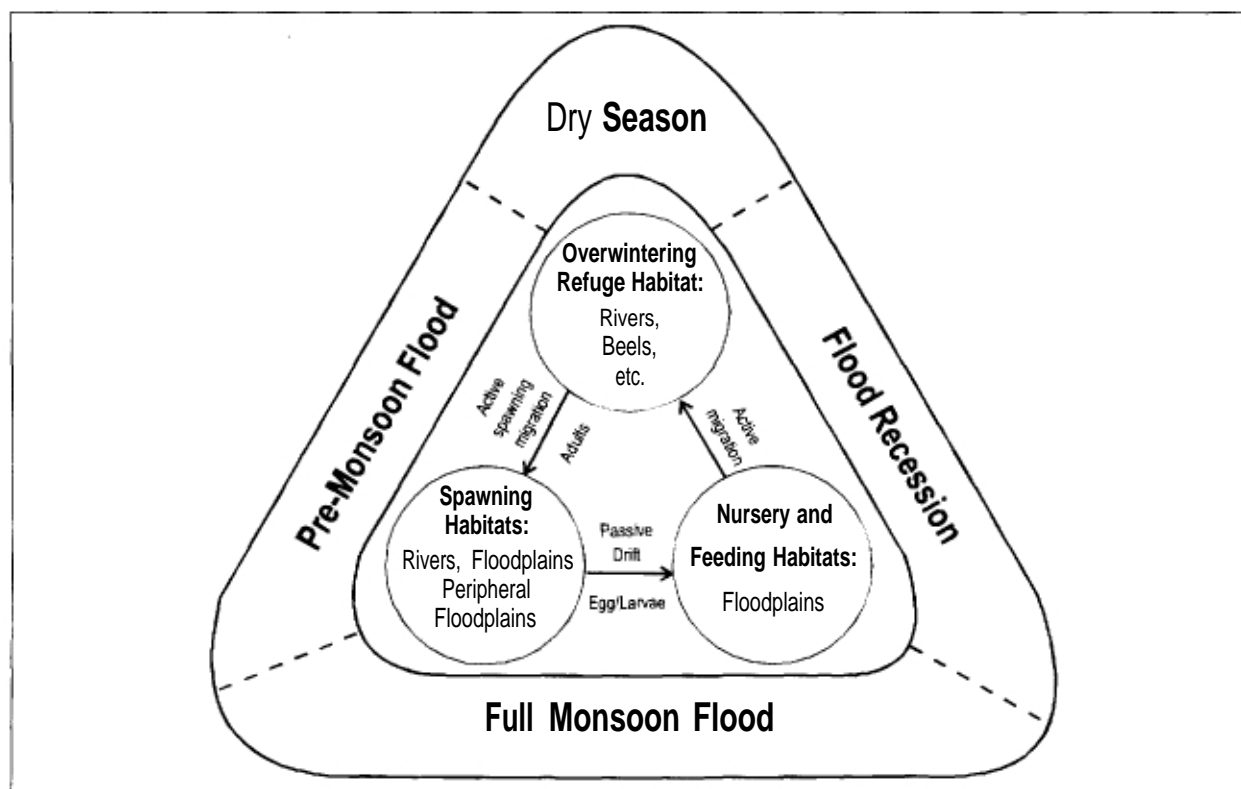 Dry Season
Overwintering
Refuge Habitat:
Rivers,
Beels,
etc.
Pre-Monsoon Flood
Flood Recession
Active
spawning
migration
Adults
Active
migration
Spawning
Habitats:
Rivers, Floodplains
Peripheral
Floodplains
Passive
Drift
Egg/Larvae
Nursery and
Feeding Habitats:
Floodplains
Full Monsoon Flood